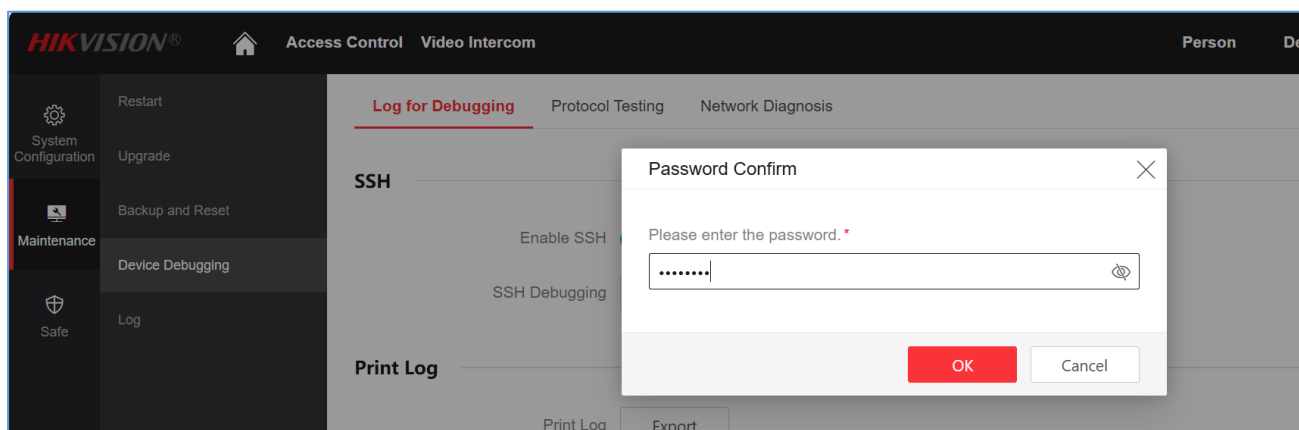 HIKVISION®
Access Control Video Intercom
Person
System Configuration
Maintenance
Safe
Restart
Upgrade
Backup and Reset
Device Debugging
Log
Log for Debugging Protocol Testing Network Diagnosis
SSH
Enable SSH
SSH Debugging
Print Log
Print Log Export
Password Confirm
Please enter the password.*
••••••••
OK Cancel